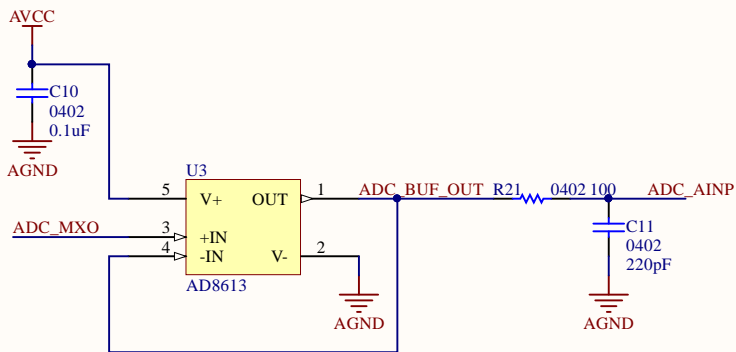 AVCC
C10
0402
0.1uF
AGND
U3
5 V+ OUT 1 ADC_BUF_OUT R21 0402 100 ADC_AINP
ADC_MXO 3 +IN
4 -IN V- 2
AD8613
AGND
C11
0402
220pF
AGND